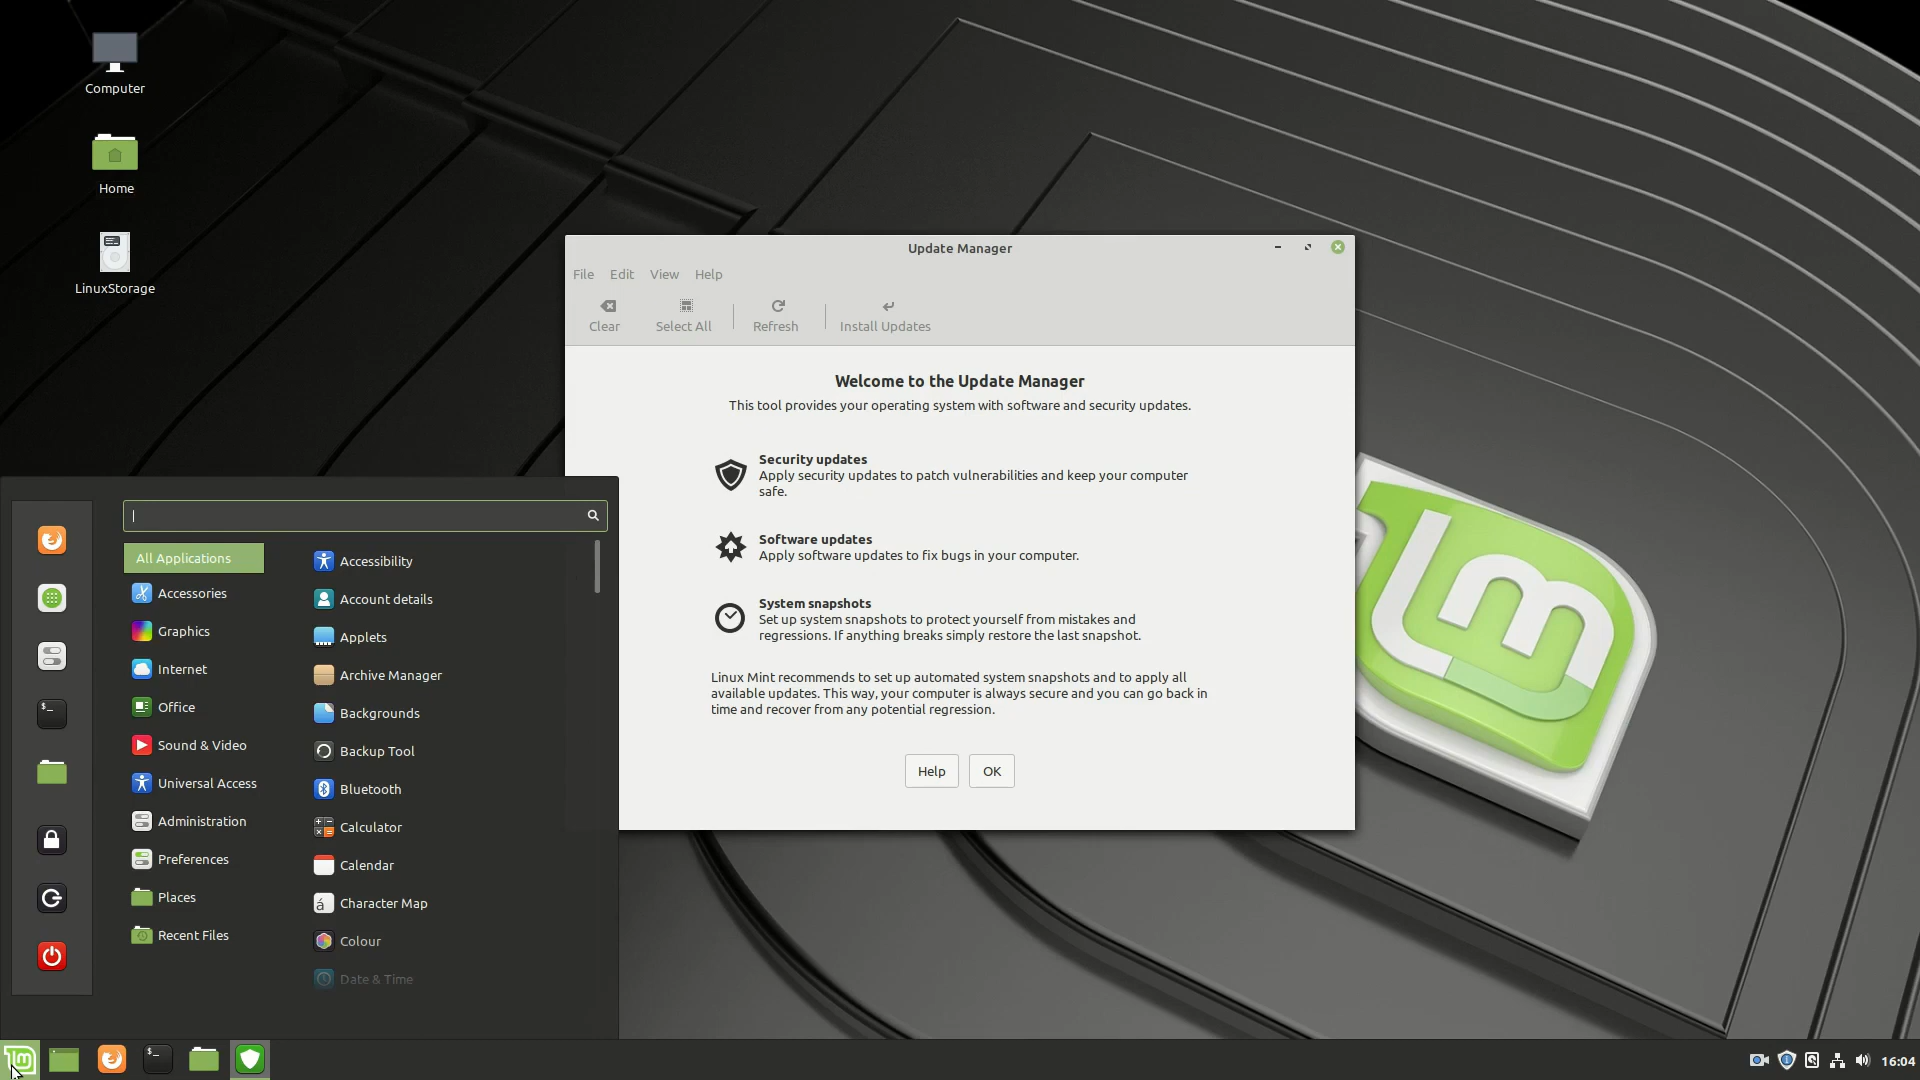 Computer
Home
LinuxStorage
Update Manager
File Edit View Help
Clear Select All Refresh Install Updates
Welcome to the Update Manager
This tool provides your operating system with software and security updates.
Security updates
Apply security updates to patch vulnerabilities and keep your computer
safe.
Software updates
Apply software updates to fix bugs in your computer.
System snapshots
Set up system snapshots to protect yourself from mistakes and
regressions. If anything breaks simply restore the last snapshot.
Linux Mint recommends to set up automated system snapshots and to apply all
available updates. This way, your computer is always secure and you can go back in
time and recover from any potential regression.
Help OK
All Applications
Accessories
Graphics
Internet
Office
Sound & Video
Universal Access
Administration
Preferences
Places
Recent Files
Accessibility
Account details
Applets
Archive Manager
Backgrounds
Backup Tool
Bluetooth
Calculator
Calendar
Character Map
Colour
Date & Time
16:04